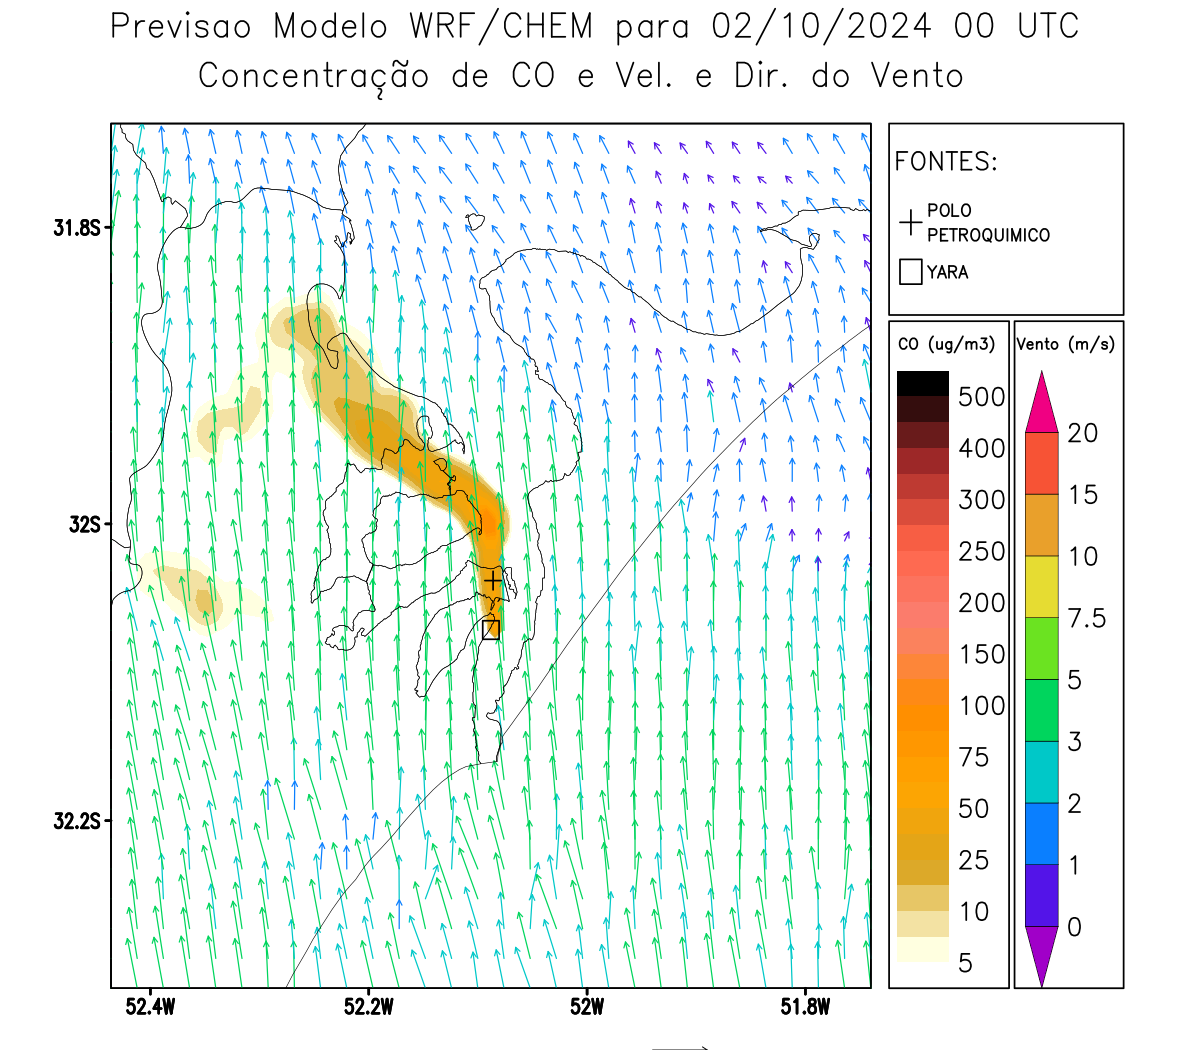 Previsao Modelo WRF/CHEM para 02/10/2024 00 UTC
Concentração de CO e Vel. e Dir. do Vento
FONTES:
POLO
PETROQUIMICO
YARA
CO (ug/m3)
500
400
300
250
200
150
100
75
50
25
10
5
Vento (m/s)
20
15
10
7.5
5
3
2
1
0
31.8S
32S
32.2S
52.4W
52.2W
52W
51.8W